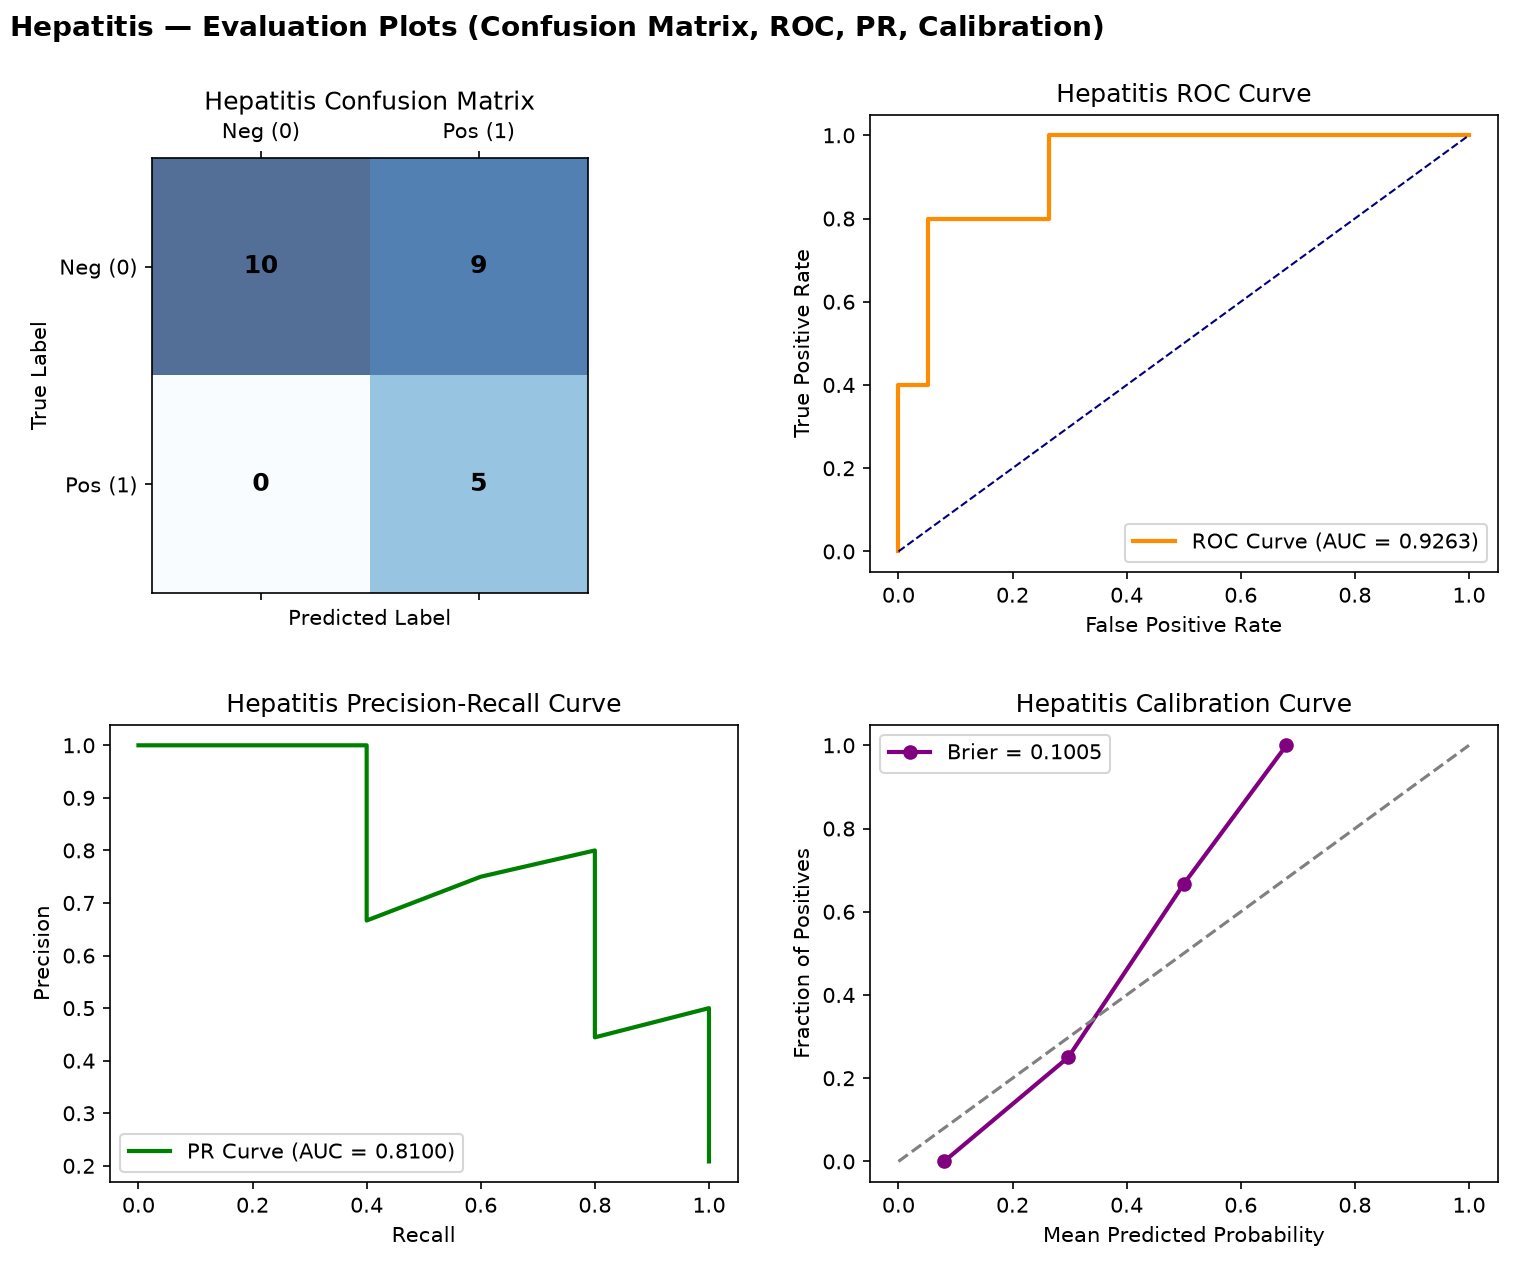 Hepatitis — Evaluation Plots (Confusion Matrix, ROC, PR, Calibration)
Hepatitis Confusion Matrix
Neg (0) Pos (1)
True Label
Neg (0) 10 9
Pos (1) 0 5
Predicted Label
Hepatitis ROC Curve
True Positive Rate
1.0
0.8
0.6
0.4
0.2
0.0
ROC Curve (AUC = 0.9263)
0.0 0.2 0.4 0.6 0.8 1.0
False Positive Rate
Hepatitis Precision-Recall Curve
Precision
1.0
0.9
0.8
0.7
0.6
0.5
0.4
0.3
0.2
PR Curve (AUC = 0.8100)
0.0 0.2 0.4 0.6 0.8 1.0
Recall
Hepatitis Calibration Curve
Fraction of Positives
Brier = 0.1005
1.0
0.8
0.6
0.4
0.2
0.0
0.0 0.2 0.4 0.6 0.8 1.0
Mean Predicted Probability